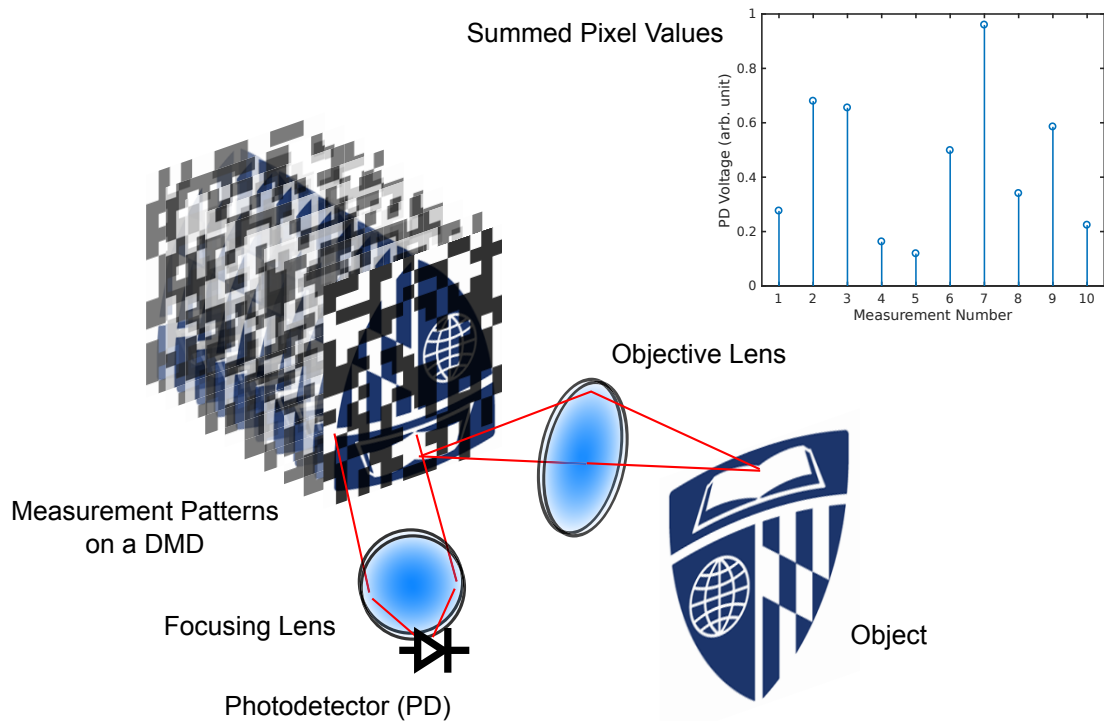 Summed Pixel Values
PD Voltage (arb. unit)
1
0.8
0.6
0.4
0.2
0
1 2 3 4 5 6 7 8 9 10
Measurement Number
Objective Lens
Measurement Patterns
on a DMD
Focusing Lens
Object
Photodetector (PD)